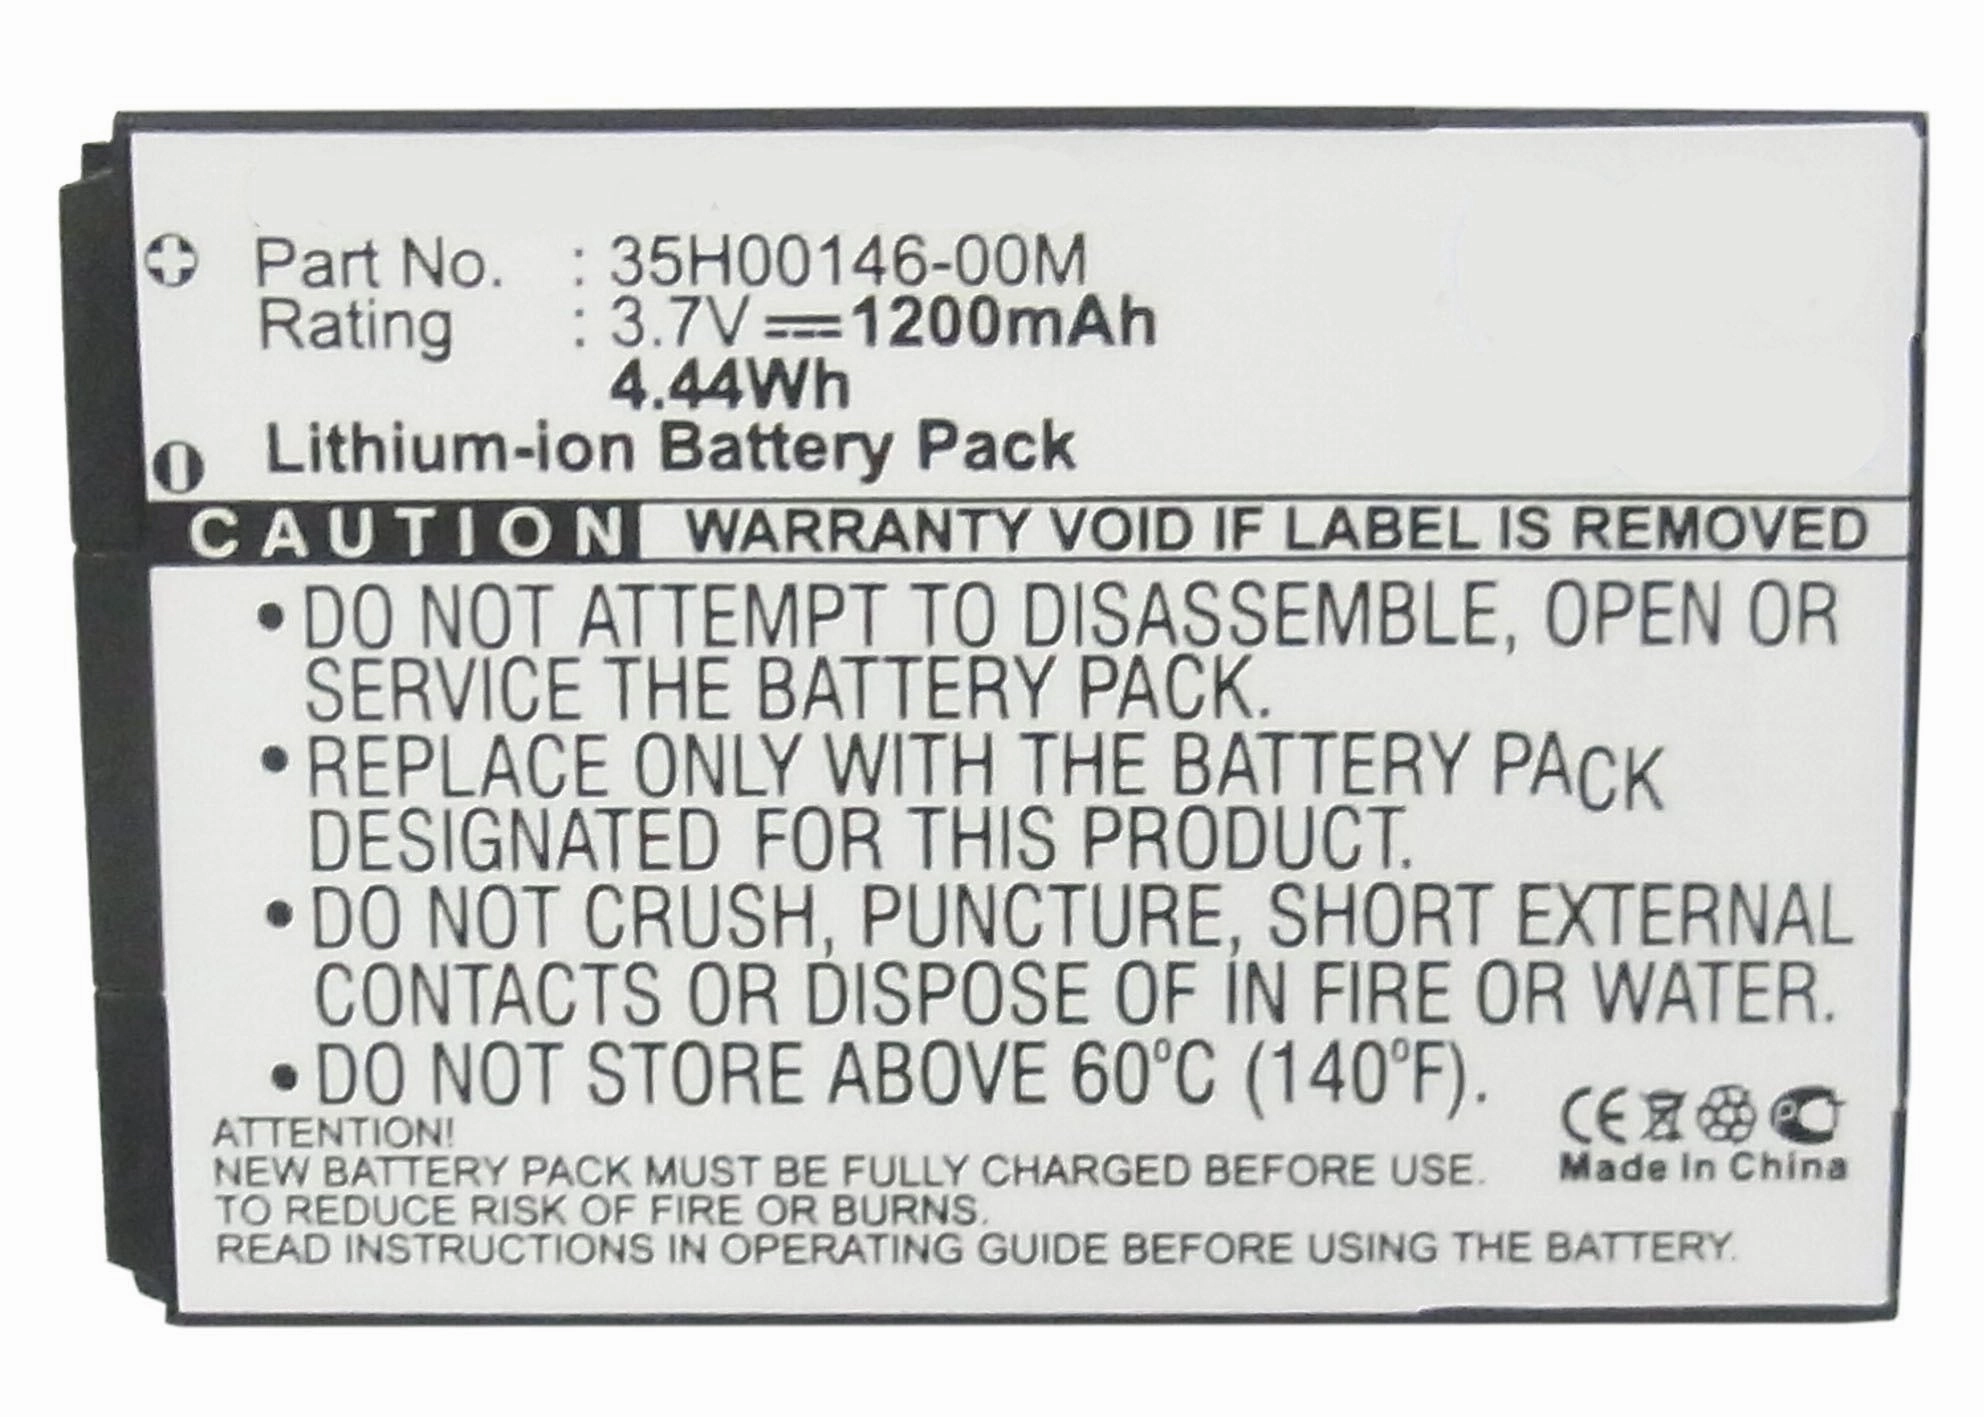 Part No. : 35H00146-00M
Rating : 3.7V 1200mAh
4.44Wh
Lithium-ion Battery Pack
CAUTION WARRANTY VOID IF LABEL IS REMOVED
• DO NOT ATTEMPT TO DISASSEMBLE, OPEN OR
SERVICE THE BATTERY PACK.
• REPLACE ONLY WITH THE BATTERY PACK
DESIGNATED FOR THIS PRODUCT.
• DO NOT CRUSH, PUNCTURE, SHORT EXTERNAL
CONTACTS OR DISPOSE OF IN FIRE OR WATER.
• DO NOT STORE ABOVE 60°C (140°F).
ATTENTION!
NEW BATTERY PACK MUST BE FULLY CHARGED BEFORE USE.
TO REDUCE RISK OF FIRE OR BURNS.
READ INSTRUCTIONS IN OPERATING GUIDE BEFORE USING THE BATTERY.
CE
Made In China